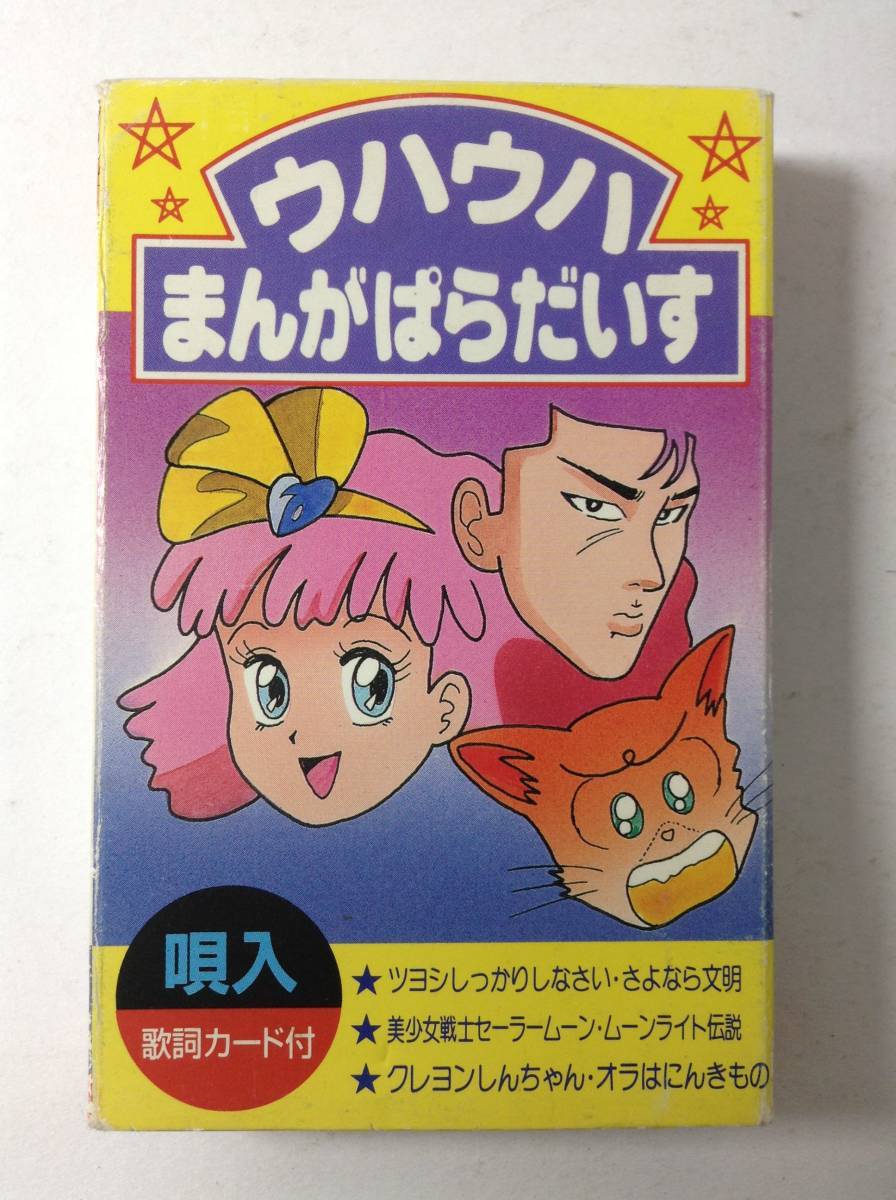 ウハウハ
まんがぱらだいす
唄入
歌詞カード付
★ ツヨシしっかりしなさい・さよなら文明
★ 美少女戦士セーラームーン・ムーンライト伝説
★ クレヨンしんちゃん・オラはにんきもの